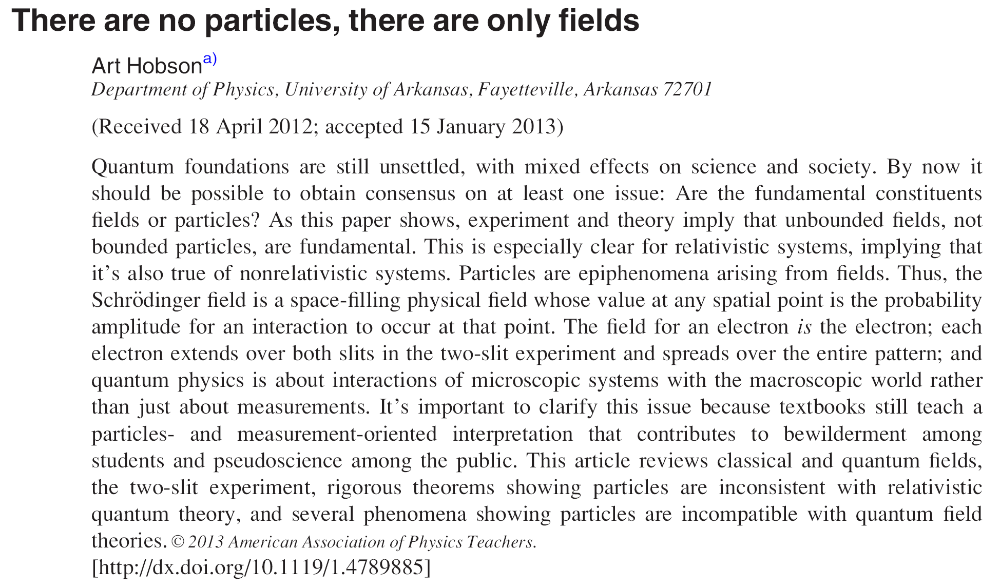 There are no particles, there are only fields
Art Hobsona)
Department of Physics, University of Arkansas, Fayetteville, Arkansas 72701
(Received 18 April 2012; accepted 15 January 2013)
Quantum foundations are still unsettled, with mixed effects on science and society. By now it
should be possible to obtain consensus on at least one issue: Are the fundamental constituents
fields or particles? As this paper shows, experiment and theory imply that unbounded fields, not
bounded particles, are fundamental. This is especially clear for relativistic systems, implying that
it's also true of nonrelativistic systems. Particles are epiphenomena arising from fields. Thus, the
Schrödinger field is a space-filling physical field whose value at any spatial point is the probability
amplitude for an interaction to occur at that point. The field for an electron is the electron; each
electron extends over both slits in the two-slit experiment and spreads over the entire pattern; and
quantum physics is about interactions of microscopic systems with the macroscopic world rather
than just about measurements. It's important to clarify this issue because textbooks still teach a
particles- and measurement-oriented interpretation that contributes to bewilderment among
students and pseudoscience among the public. This article reviews classical and quantum fields,
the two-slit experiment, rigorous theorems showing particles are inconsistent with relativistic
quantum theory, and several phenomena showing particles are incompatible with quantum field
theories. © 2013 American Association of Physics Teachers.
[http://dx.doi.org/10.1119/1.4789885]